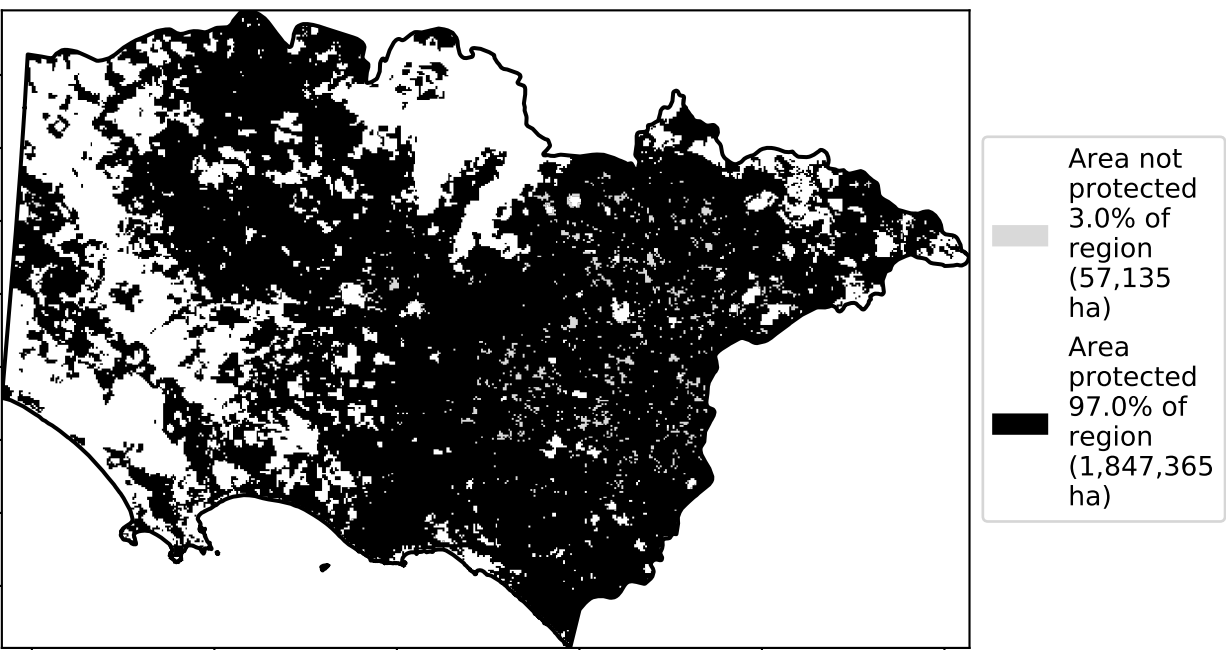 Area not
protected
3.0% of
region
(57,135
ha)
Area
protected
97.0% of
region
(1,847,365
ha)